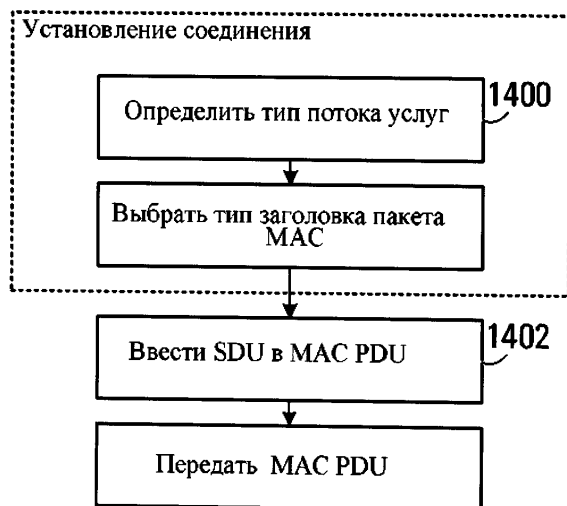 Установление соединения
1400
Определить тип потока услуг
Выбрать тип заголовка пакета
MAC
1402
Ввести SDU в MAC PDU
Передать MAC PDU